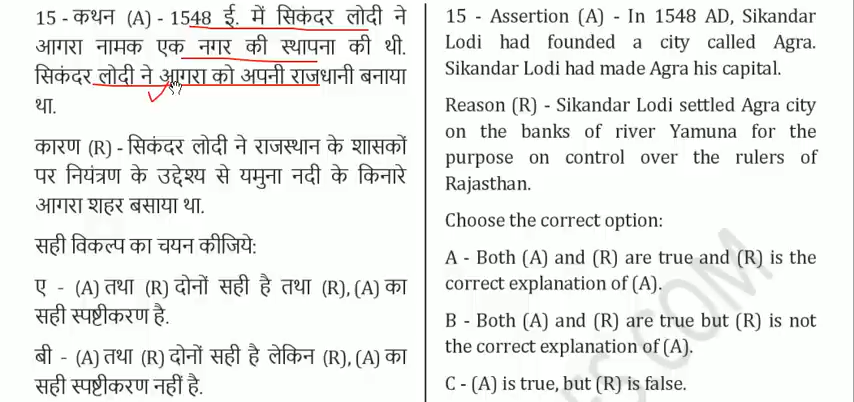 15 - कथन (A) - 1548 ई. में सिकंदर लोदी ने
आगरा नामक एक नगर की स्थापना की थी.
सिकंदर लोदी ने आगरा को अपनी राजधानी बनाया
था.
कारण (R) - सिकंदर लोदी ने राजस्थान के शासकों
पर नियंत्रण के उद्देश्य से यमुना नदी के किनारे
आगरा शहर बसाया था.
सही विकल्प का चयन कीजिये:
ए - (A) तथा (R) दोनों सही है तथा (R), (A) का
सही स्पष्टीकरण है.
बी - (A) तथा (R) दोनों सही है लेकिन (R), (A) का
सही स्पष्टीकरण नहीं है.
15 - Assertion (A) - In 1548 AD, Sikandar
Lodi had founded a city called Agra.
Sikandar Lodi had made Agra his capital.
Reason (R) - Sikandar Lodi settled Agra city
on the banks of river Yamuna for the
purpose on control over the rulers of
Rajasthan.
Choose the correct option:
A - Both (A) and (R) are true and (R) is the
correct explanation of (A).
B - Both (A) and (R) are true but (R) is not
the correct explanation of (A).
C - (A) is true, but (R) is false.